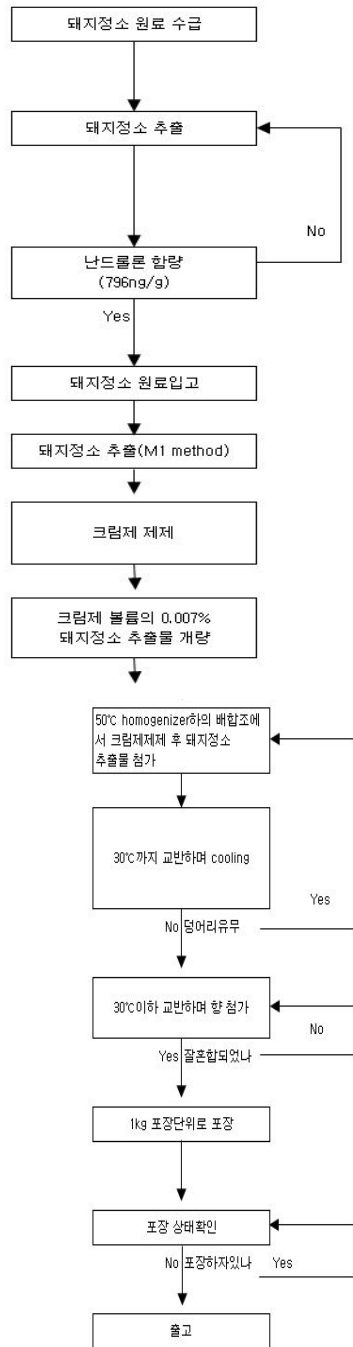 돼지정소 원료 수급
돼지정소 추출
No
난드롤론 함량
(796ng/g)
Yes
돼지정소 원료입고
돼지정소 추출(M1 method)
크림제 제제
크림제 볼륨의 0.007%
돼지정소 추출물 개량
50℃ homogenizer하의 배합조에
서 크림제제제 후 돼지정소
추출물 첨가
30℃까지 교반하며 cooling
Yes
No 덩어리유무
30℃이하 교반하며 향 첨가
No
Yes 잘혼합되었나
1kg 포장단위로 포장
포장 상태확인
No 포장하자있나 Yes
출고